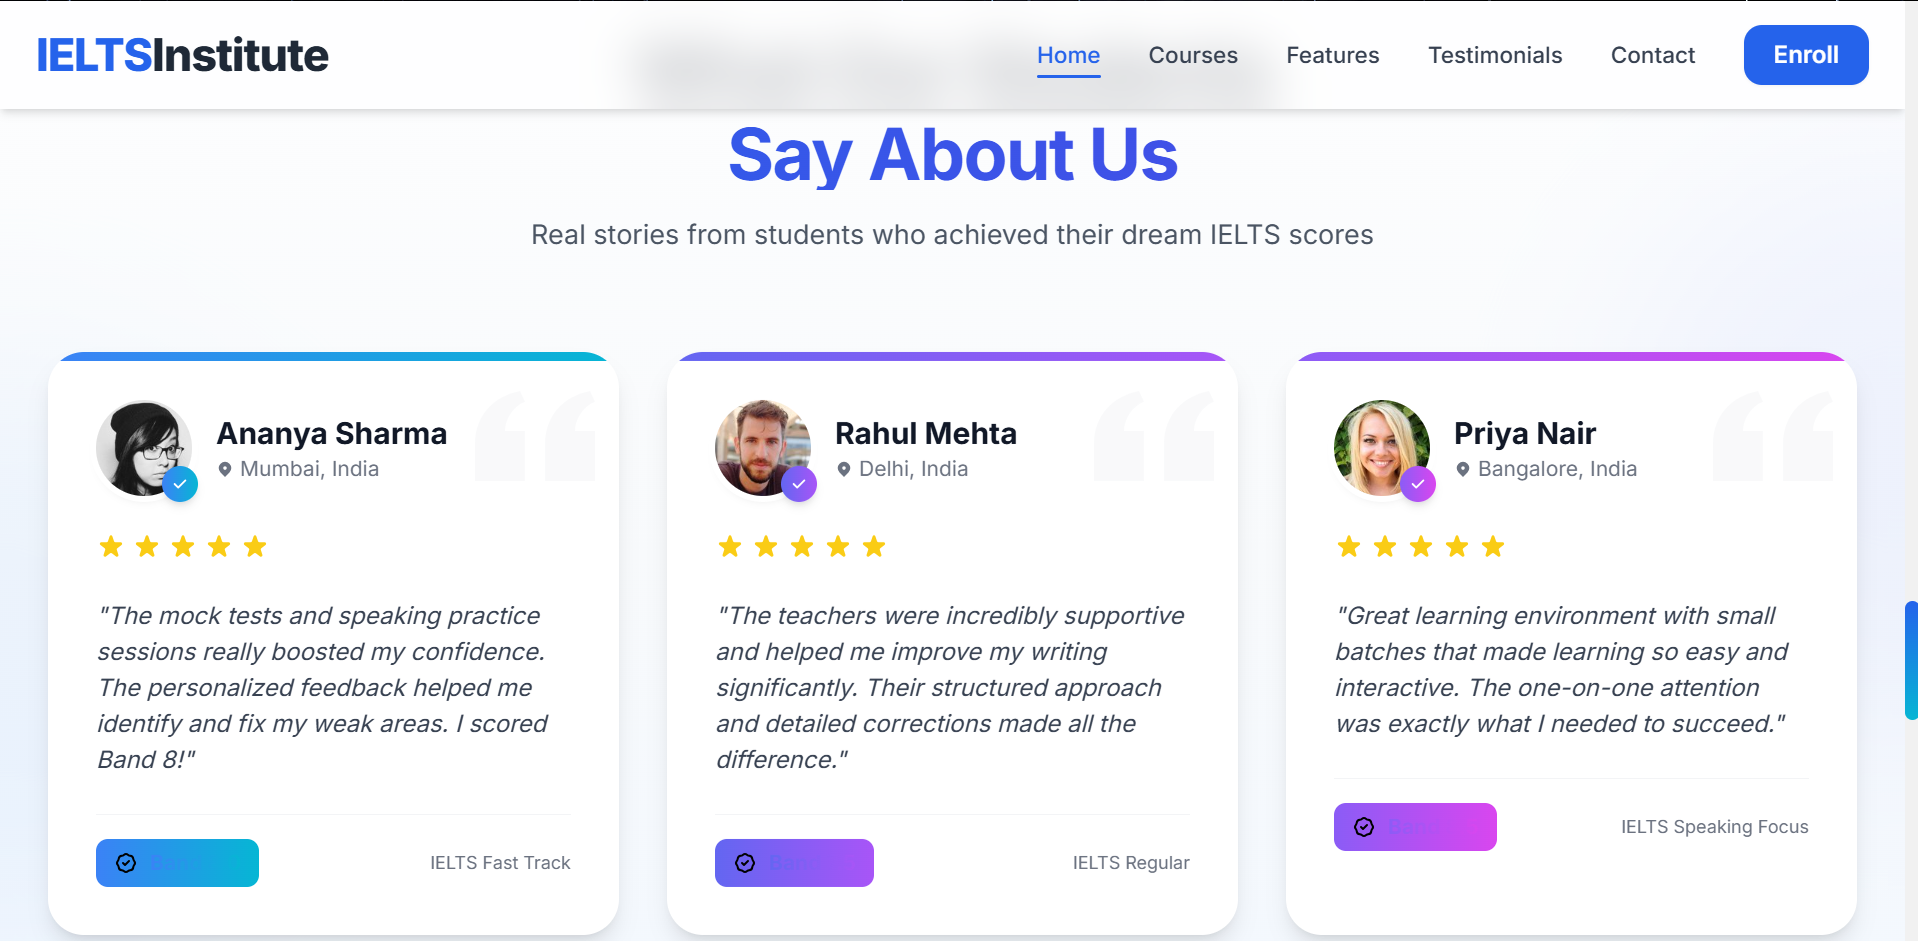 IELTSInstitute
Home
Courses
Features
Testimonials
Contact
Enroll
Say About Us
Real stories from students who achieved their dream IELTS scores
Ananya Sharma
Mumbai, India
"The mock tests and speaking practice
sessions really boosted my confidence.
The personalized feedback helped me
identify and fix my weak areas. I scored
Band 8!"
IELTS Fast Track
Rahul Mehta
Delhi, India
"The teachers were incredibly supportive
and helped me improve my writing
significantly. Their structured approach
and detailed corrections made all the
difference."
IELTS Regular
Priya Nair
Bangalore, India
"Great learning environment with small
batches that made learning so easy and
interactive. The one-on-one attention
was exactly what I needed to succeed."
IELTS Speaking Focus